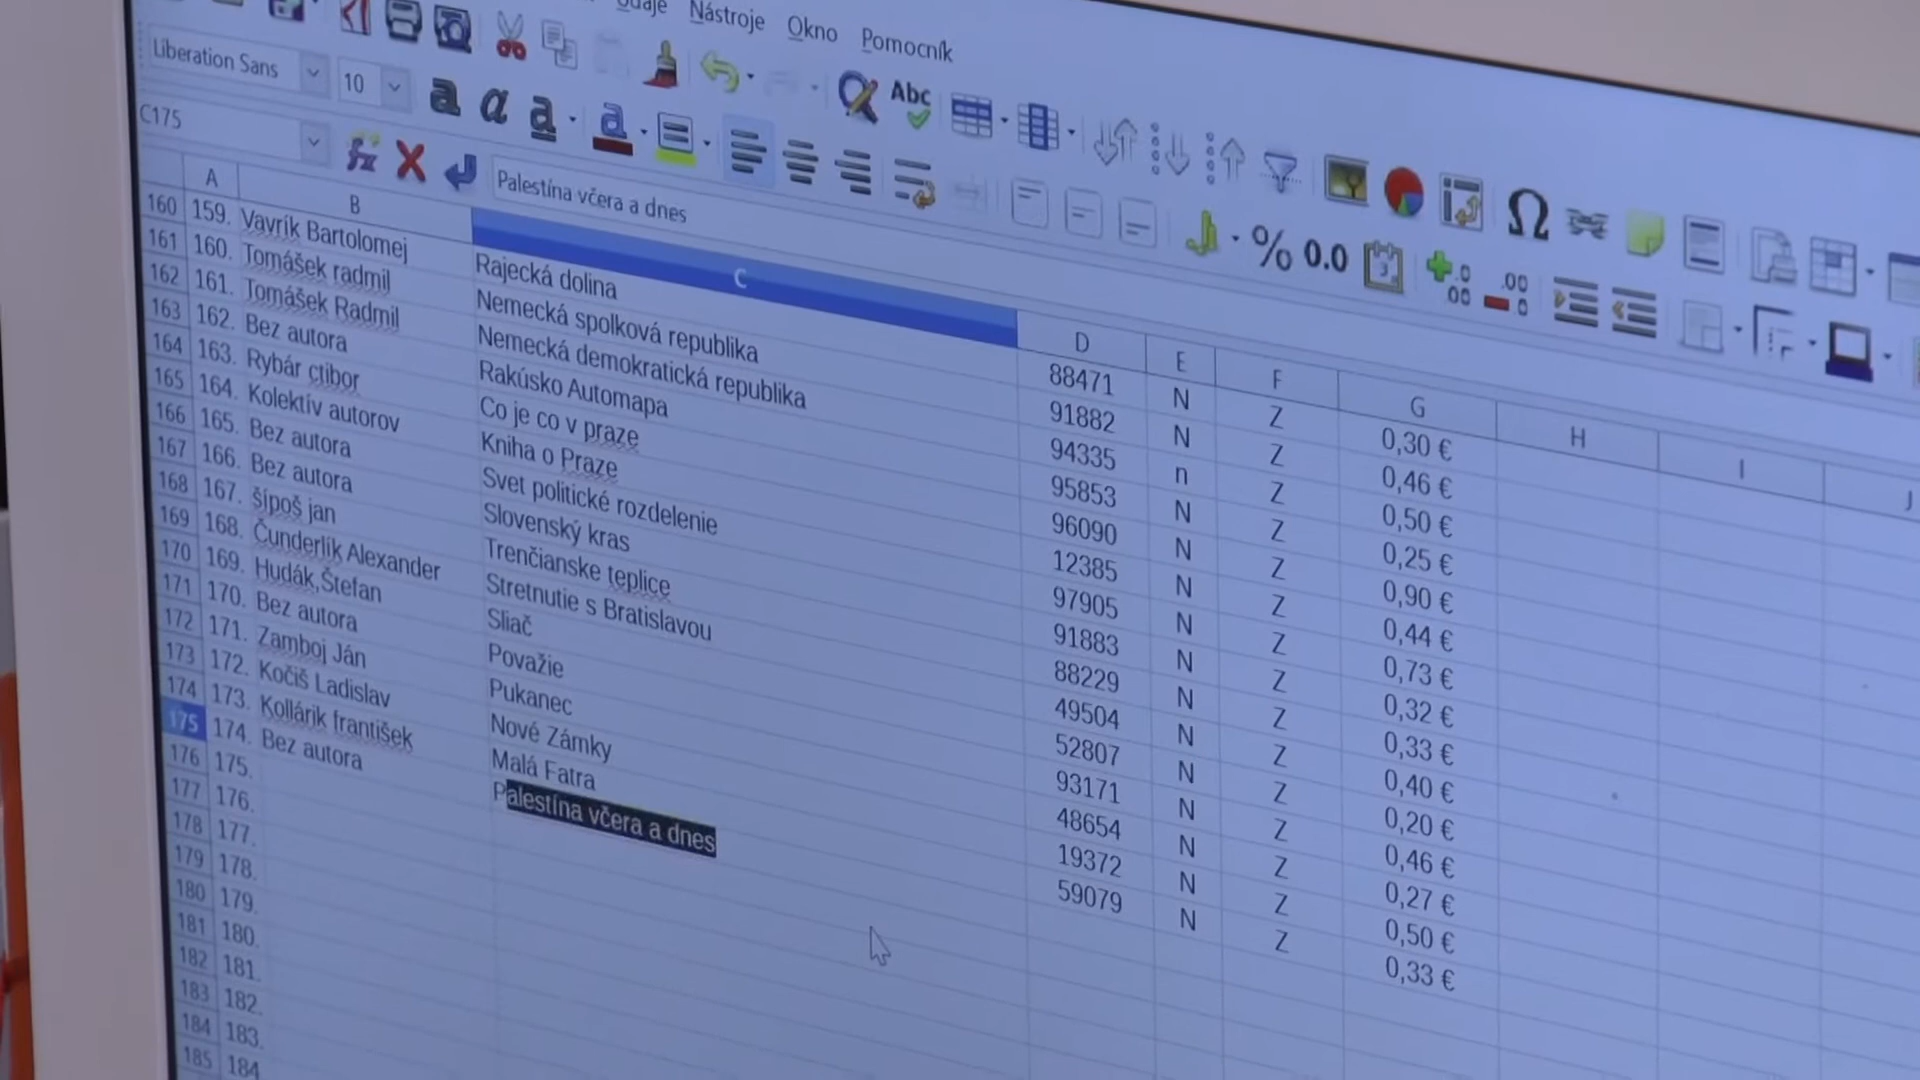 Nástroje Okno Pomocník
Abc
Liberation Sans 10 a a a a
% 0.0
C175 Palestína včera a dnes
A B C D E F G H I J
160 159. Vavrík Bartolomej Rajecká dolina 88471 N Z 0,30 €
161 160. Tomášek radmil Nemecká spolková republika 91882 N Z 0,46 €
162 161. Tomášek Radmil Nemecká demokratická republika 94335 n Z 0,50 €
163 162. Bez autora Rakúsko Automapa 95853 N Z 0,25 €
164 163. Rybár ctibor Co je co v praze 96090 N Z 0,90 €
165 164. Kolektív autorov Kniha o Praze 12385 N Z 0,44 €
166 165. Bez autora Svet politické rozdelenie 97905 N Z 0,73 €
167 166. Bez autora Slovenský kras 91883 N Z 0,32 €
168 167. šípoš jan Trenčianske teplice 88229 N Z 0,33 €
169 168. Čunderlík Alexander Stretnutie s Bratislavou 49504 N Z 0,40 €
170 169. Hudák,Štefan Sliač 52807 N Z 0,20 €
171 170. Bez autora Považie 93171 N Z 0,46 €
172 171. Zamboj Ján Pukanec 48654 N Z 0,27 €
173 172. Kočiš Ladislav Nové Zámky 19372 N Z 0,50 €
174 173. Kollárik františek Malá Fatra 59079 N Z 0,33 €
175 174. Bez autora Palestína včera a dnes
176 175.
177 176.
178 177.
179 178.
180 179.
181 180.
182 181.
183 182.
184 183.
185 184